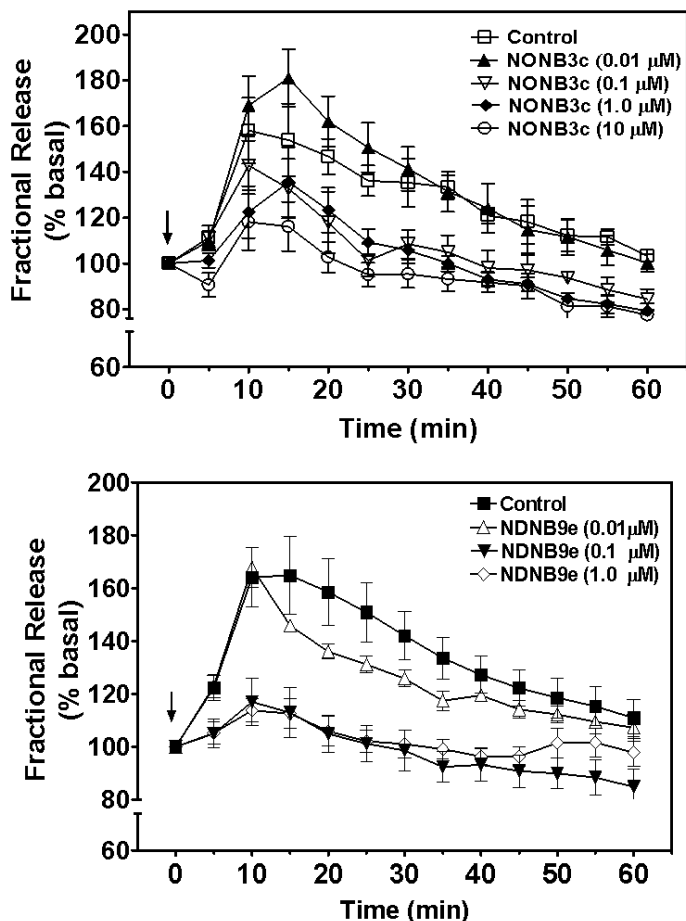 200
180
160
140
120
100
80
60
Fractional Release
(% basal)
Control
NONB3c (0.01 μM)
NONB3c (0.1 μM)
NONB3c (1.0 μM)
NONB3c (10 μM)
0 10 20 30 40 50 60
Time (min)
200
180
160
140
120
100
80
60
Fractional Release
(% basal)
Control
NDNB9e (0.01μM)
NDNB9e (0.1 μM)
NDNB9e (1.0 μM)
0 10 20 30 40 50 60
Time (min)